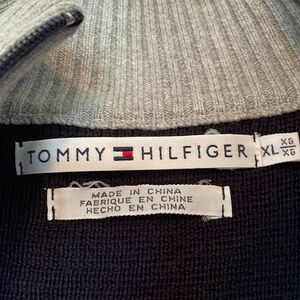 TOMMY HILFIGER
XL XG
XG
MADE IN CHINA
FABRIQUE EN CHINE
HECHO EN CHINA